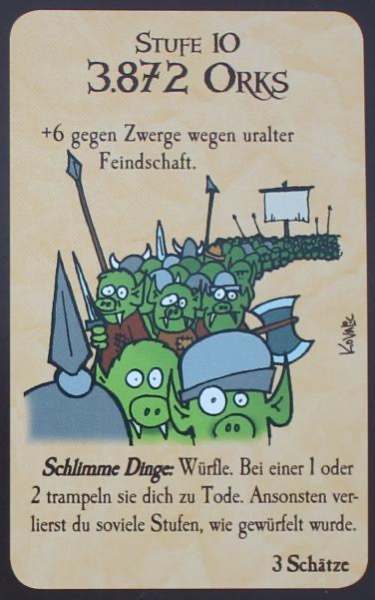 Stufe 10
3.872 Orks
+6 gegen Zwerge wegen uralter
Feindschaft.
Kovalic
Schlimme Dinge: Würfle. Bei einer 1 oder
2 trampeln sie dich zu Tode. Ansonsten ver-
lierst du soviele Stufen, wie gewürfelt wurde.
3 Schätze